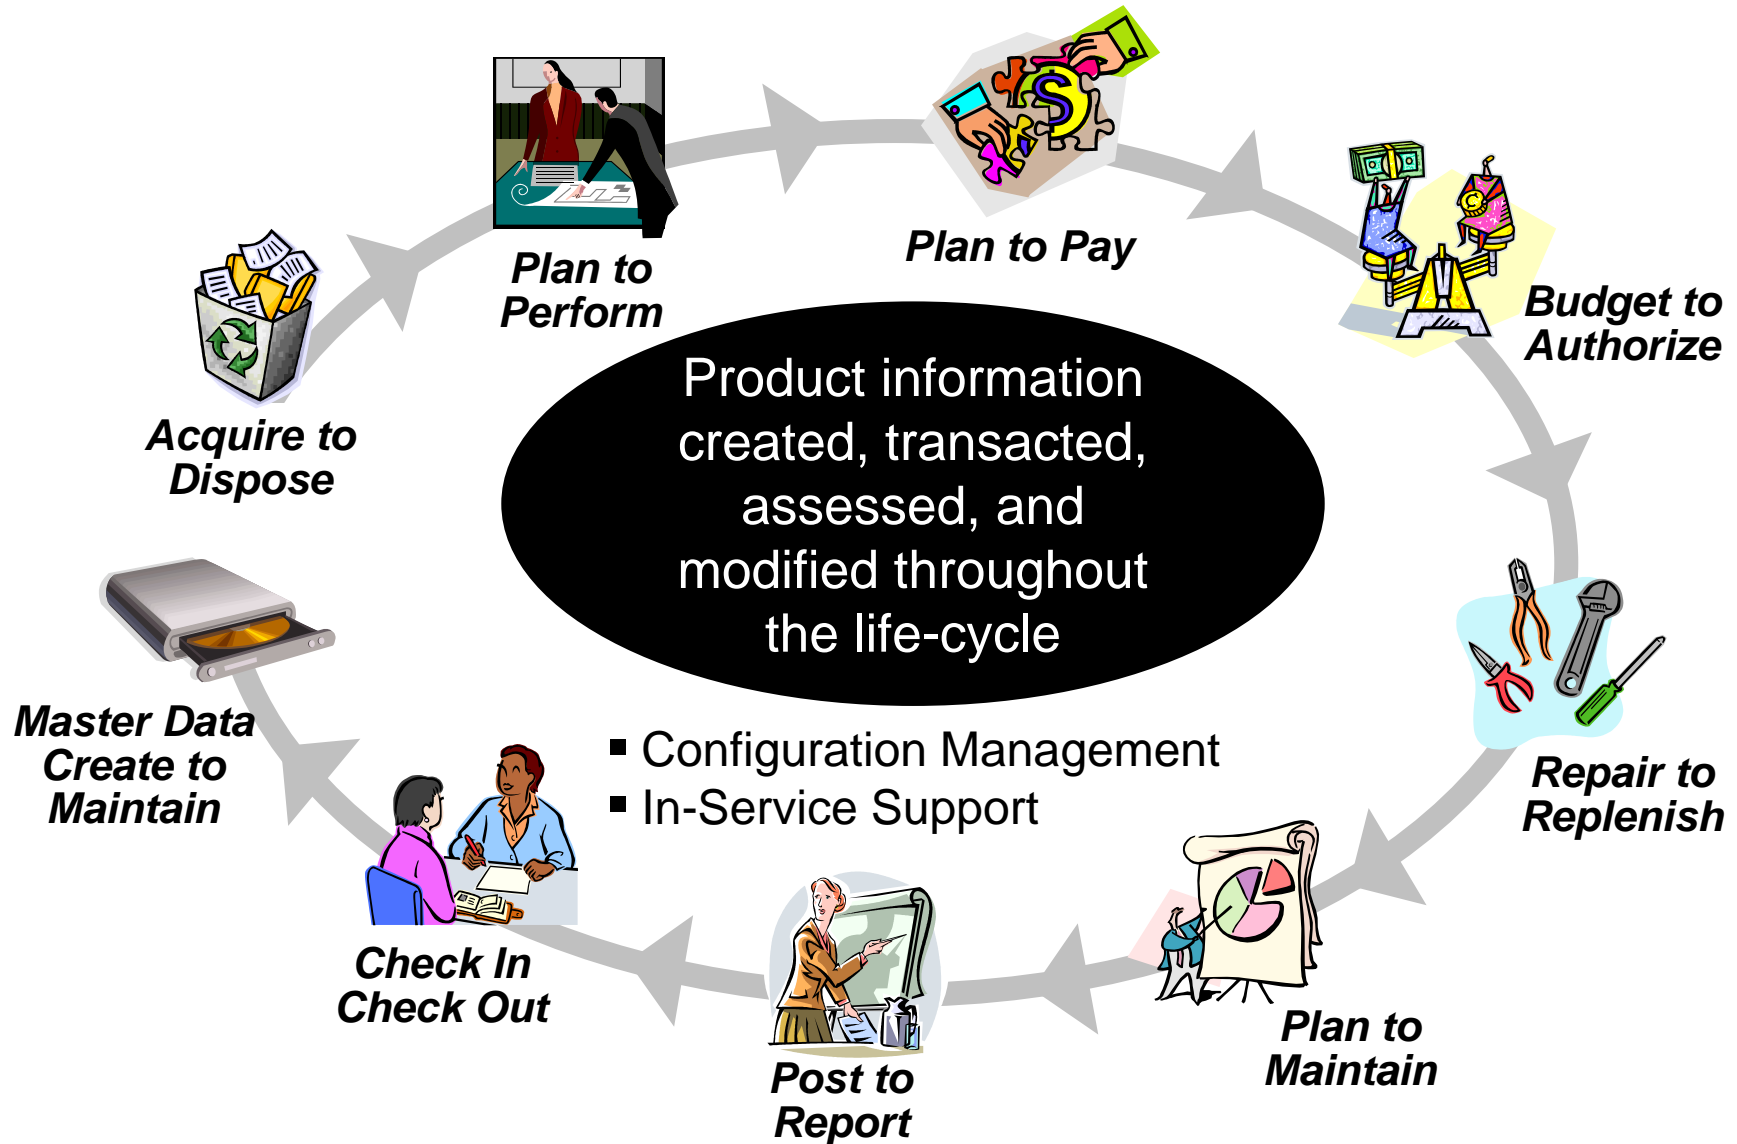 Plan to
Perform
Plan to Pay
Budget to
Authorize
Acquire to
Dispose
Product information
created, transacted,
assessed, and
modified throughout
the life-cycle
Master Data
Create to
Maintain
▪ Configuration Management
▪ In-Service Support
Repair to
Replenish
Check In
Check Out
Plan to
Maintain
Post to
Report
$
C